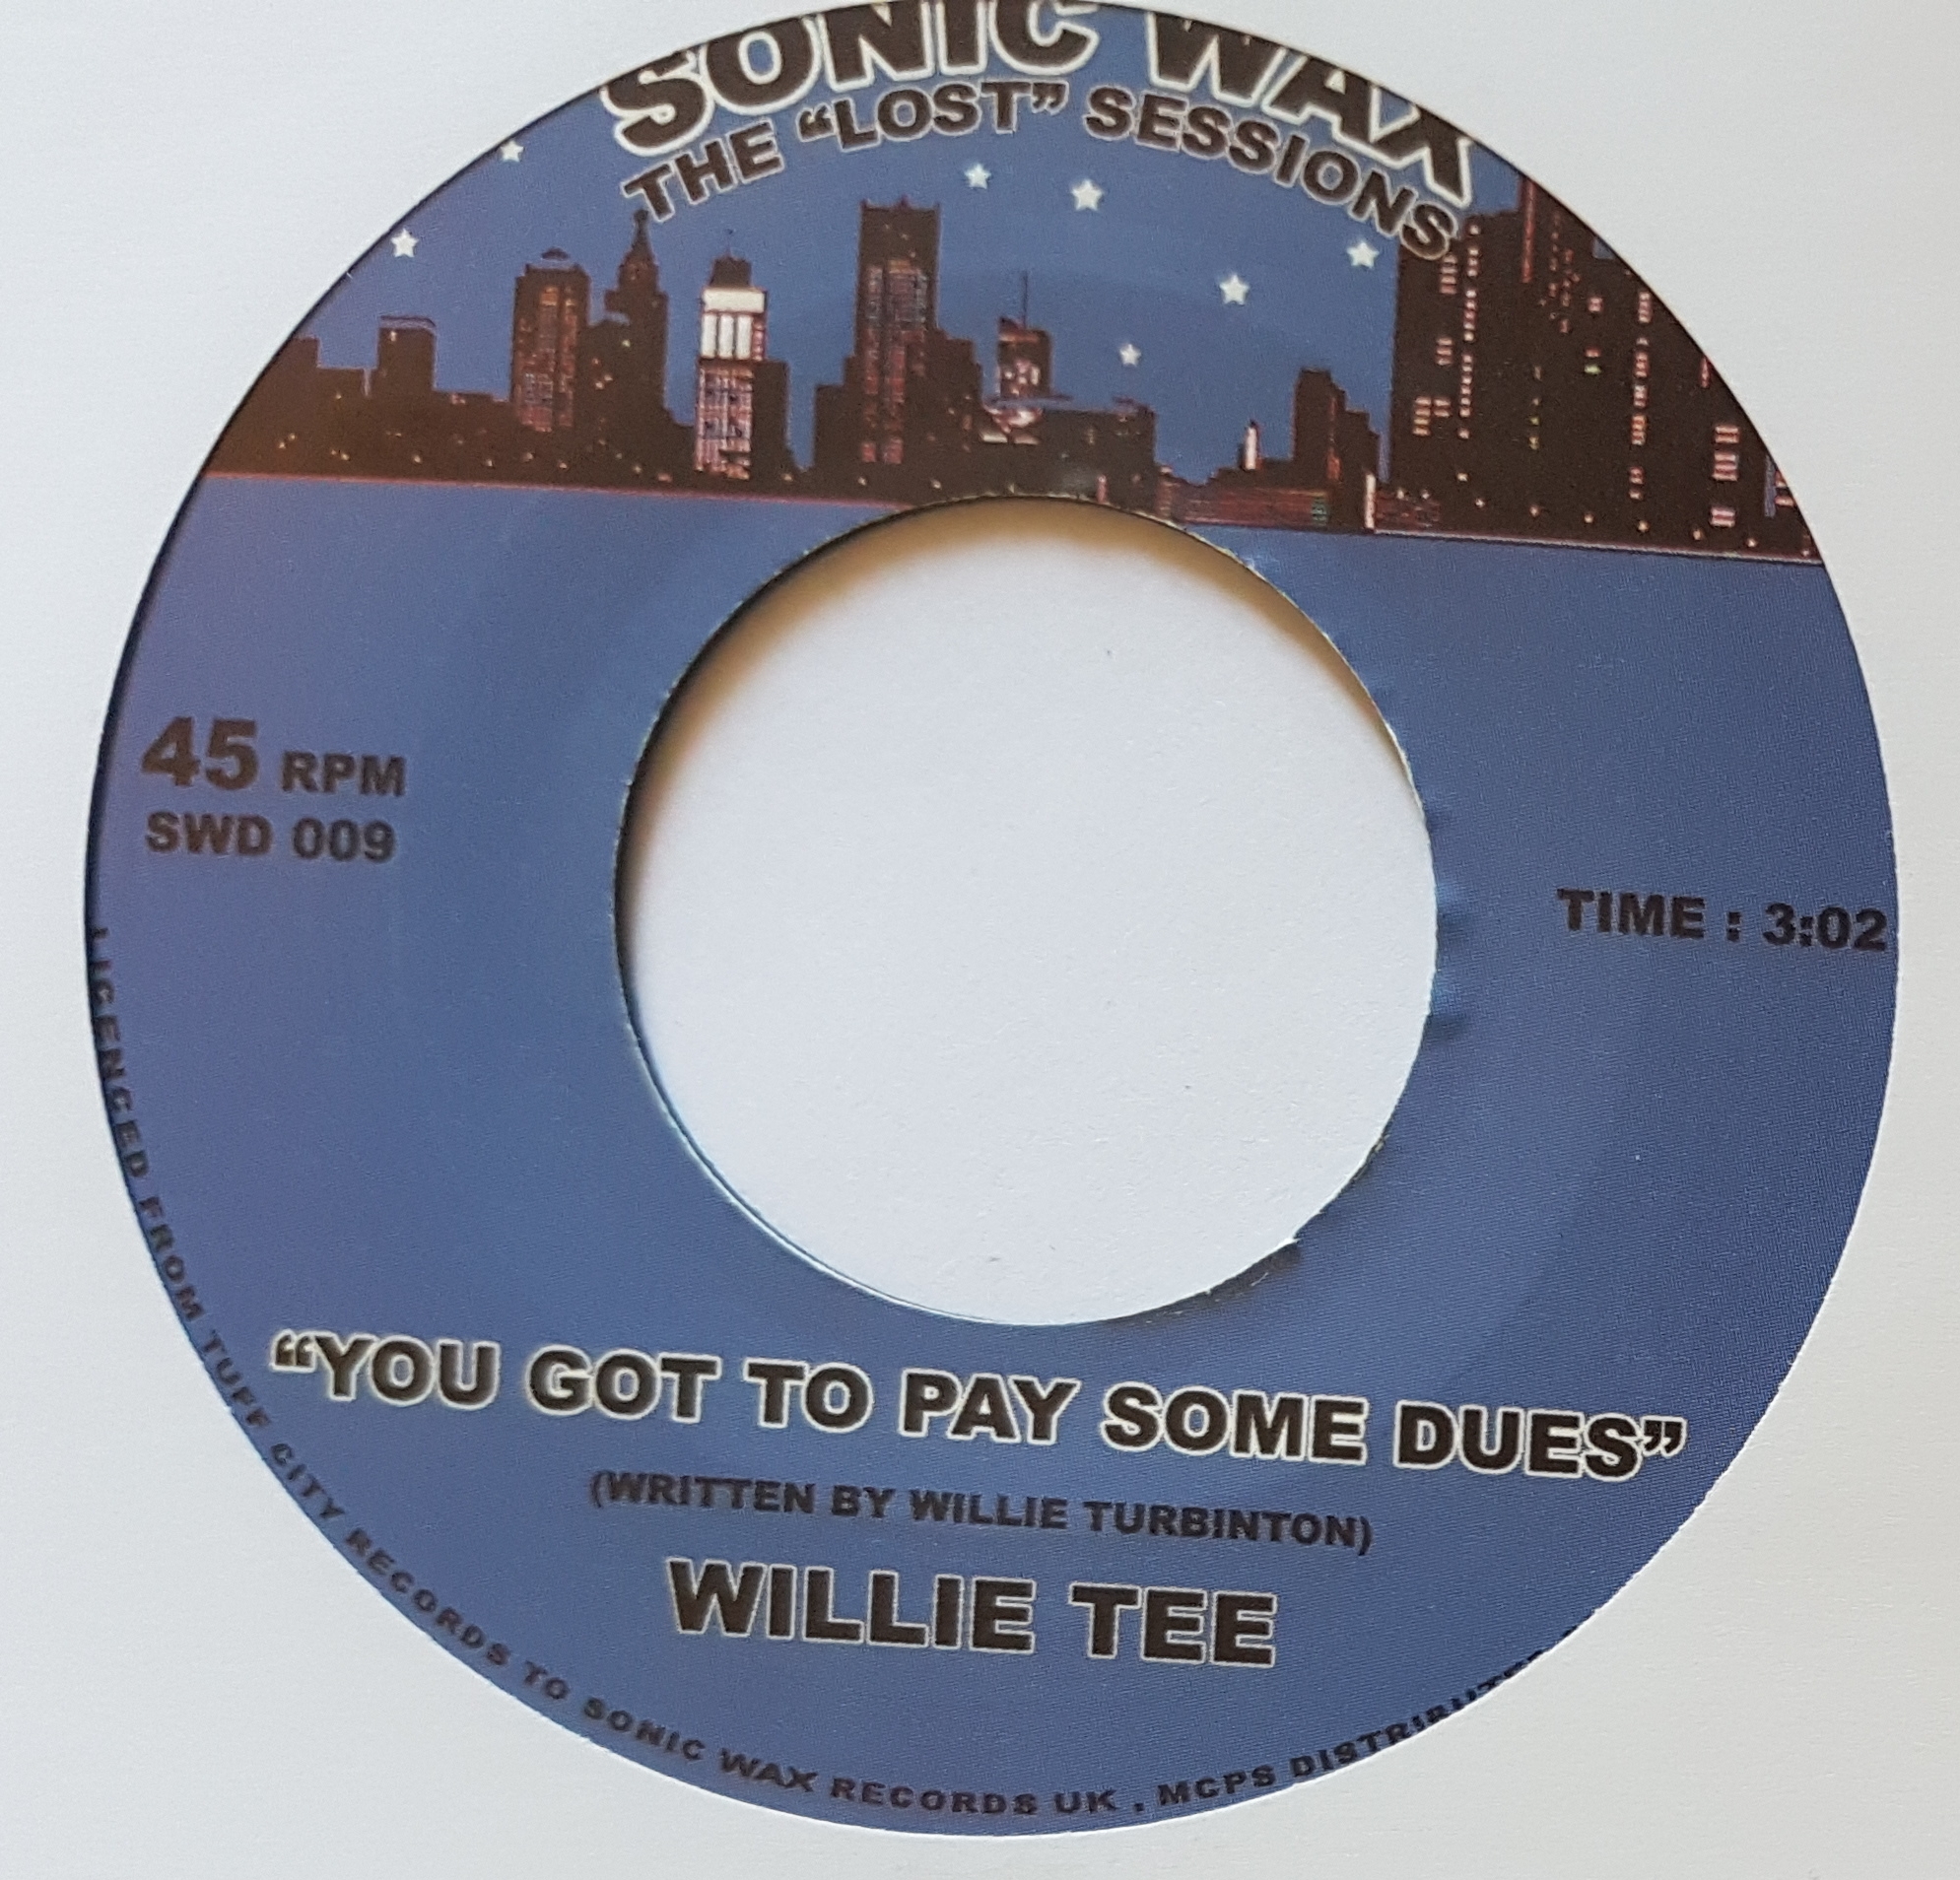 SONIC WAX
THE “LOST” SESSIONS
45 RPM
SWD 009
TIME : 3:02
“YOU GOT TO PAY SOME DUES”
(WRITTEN BY WILLIE TURBINTON)
WILLIE TEE
LICENCED FROM TUFF CITY RECORDS TO SONIC WAX RECORDS UK . MCPS